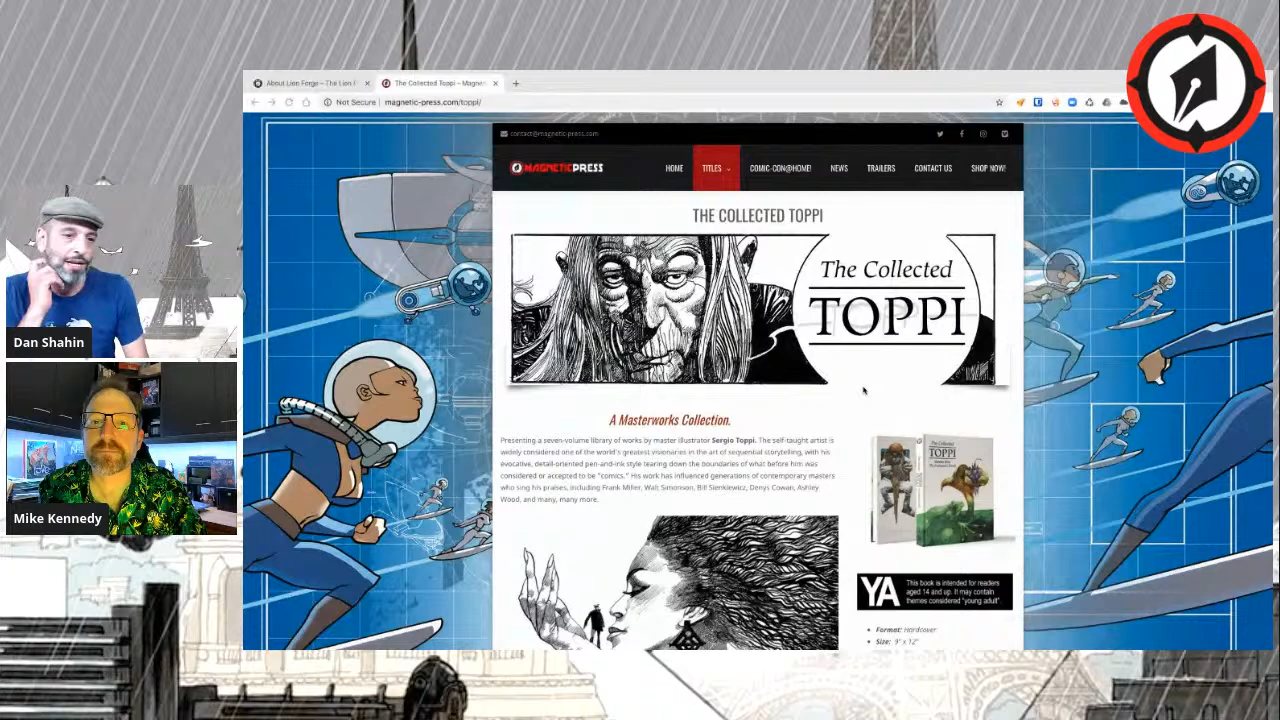 About Lion Forge – The Lion F
The Collected Toppi – Magnet
Not Secure | magnetic-press.com/toppi/
contact@magnetic-press.com
MAGNETICPRESS
HOME
TITLES
COMIC-CON@HOME!
NEWS
TRAILERS
CONTACT US
SHOP NOW!
THE COLLECTED TOPPI
The Collected
TOPPI
A Masterworks Collection.
Presenting a seven-volume library of works by master illustrator Sergio Toppi. The self-taught artist is
widely considered one of the world's greatest visionaries in the art of sequential storytelling, with his
evocative, detail-oriented pen-and-ink style tearing down the boundaries of what before him was
considered or accepted to be "comics." His work has influenced generations of contemporary masters
who sing his praises, including Frank Miller, Walt Simonson, Bill Sienkiewicz, Denys Cowan, Ashley
Wood, and many, many more.
The Collected
TOPPI
YA
This book is intended for readers
aged 14 and up. It may contain
themes considered "young adult".
Format: Hardcover
Size: 9" x 12"
Dan Shahin
Mike Kennedy